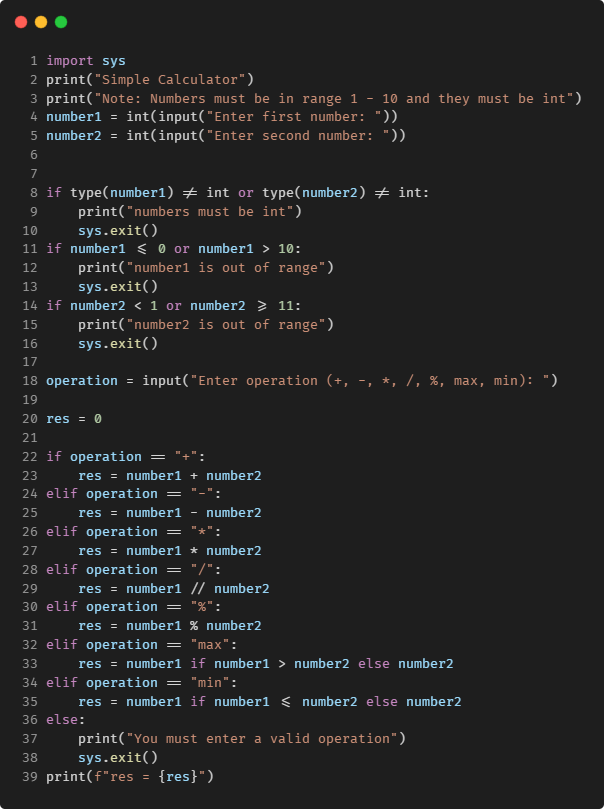 1 import sys
2 print("Simple Calculator")
3 print("Note: Numbers must be in range 1 - 10 and they must be int")
4 number1 = int(input("Enter first number: "))
5 number2 = int(input("Enter second number: "))
6
7
8 if type(number1) != int or type(number2) != int:
9     print("numbers must be int")
10     sys.exit()
11 if number1 <= 0 or number1 > 10:
12     print("number1 is out of range")
13     sys.exit()
14 if number2 < 1 or number2 >= 11:
15     print("number2 is out of range")
16     sys.exit()
17
18 operation = input("Enter operation (+, -, *, /, %, max, min): ")
19
20 res = 0
21
22 if operation == "+":
23     res = number1 + number2
24 elif operation == "-":
25     res = number1 - number2
26 elif operation == "*":
27     res = number1 * number2
28 elif operation == "/":
29     res = number1 // number2
30 elif operation == "%":
31     res = number1 % number2
32 elif operation == "max":
33     res = number1 if number1 > number2 else number2
34 elif operation == "min":
35     res = number1 if number1 <= number2 else number2
36 else:
37     print("You must enter a valid operation")
38     sys.exit()
39 print(f"res = {res}")